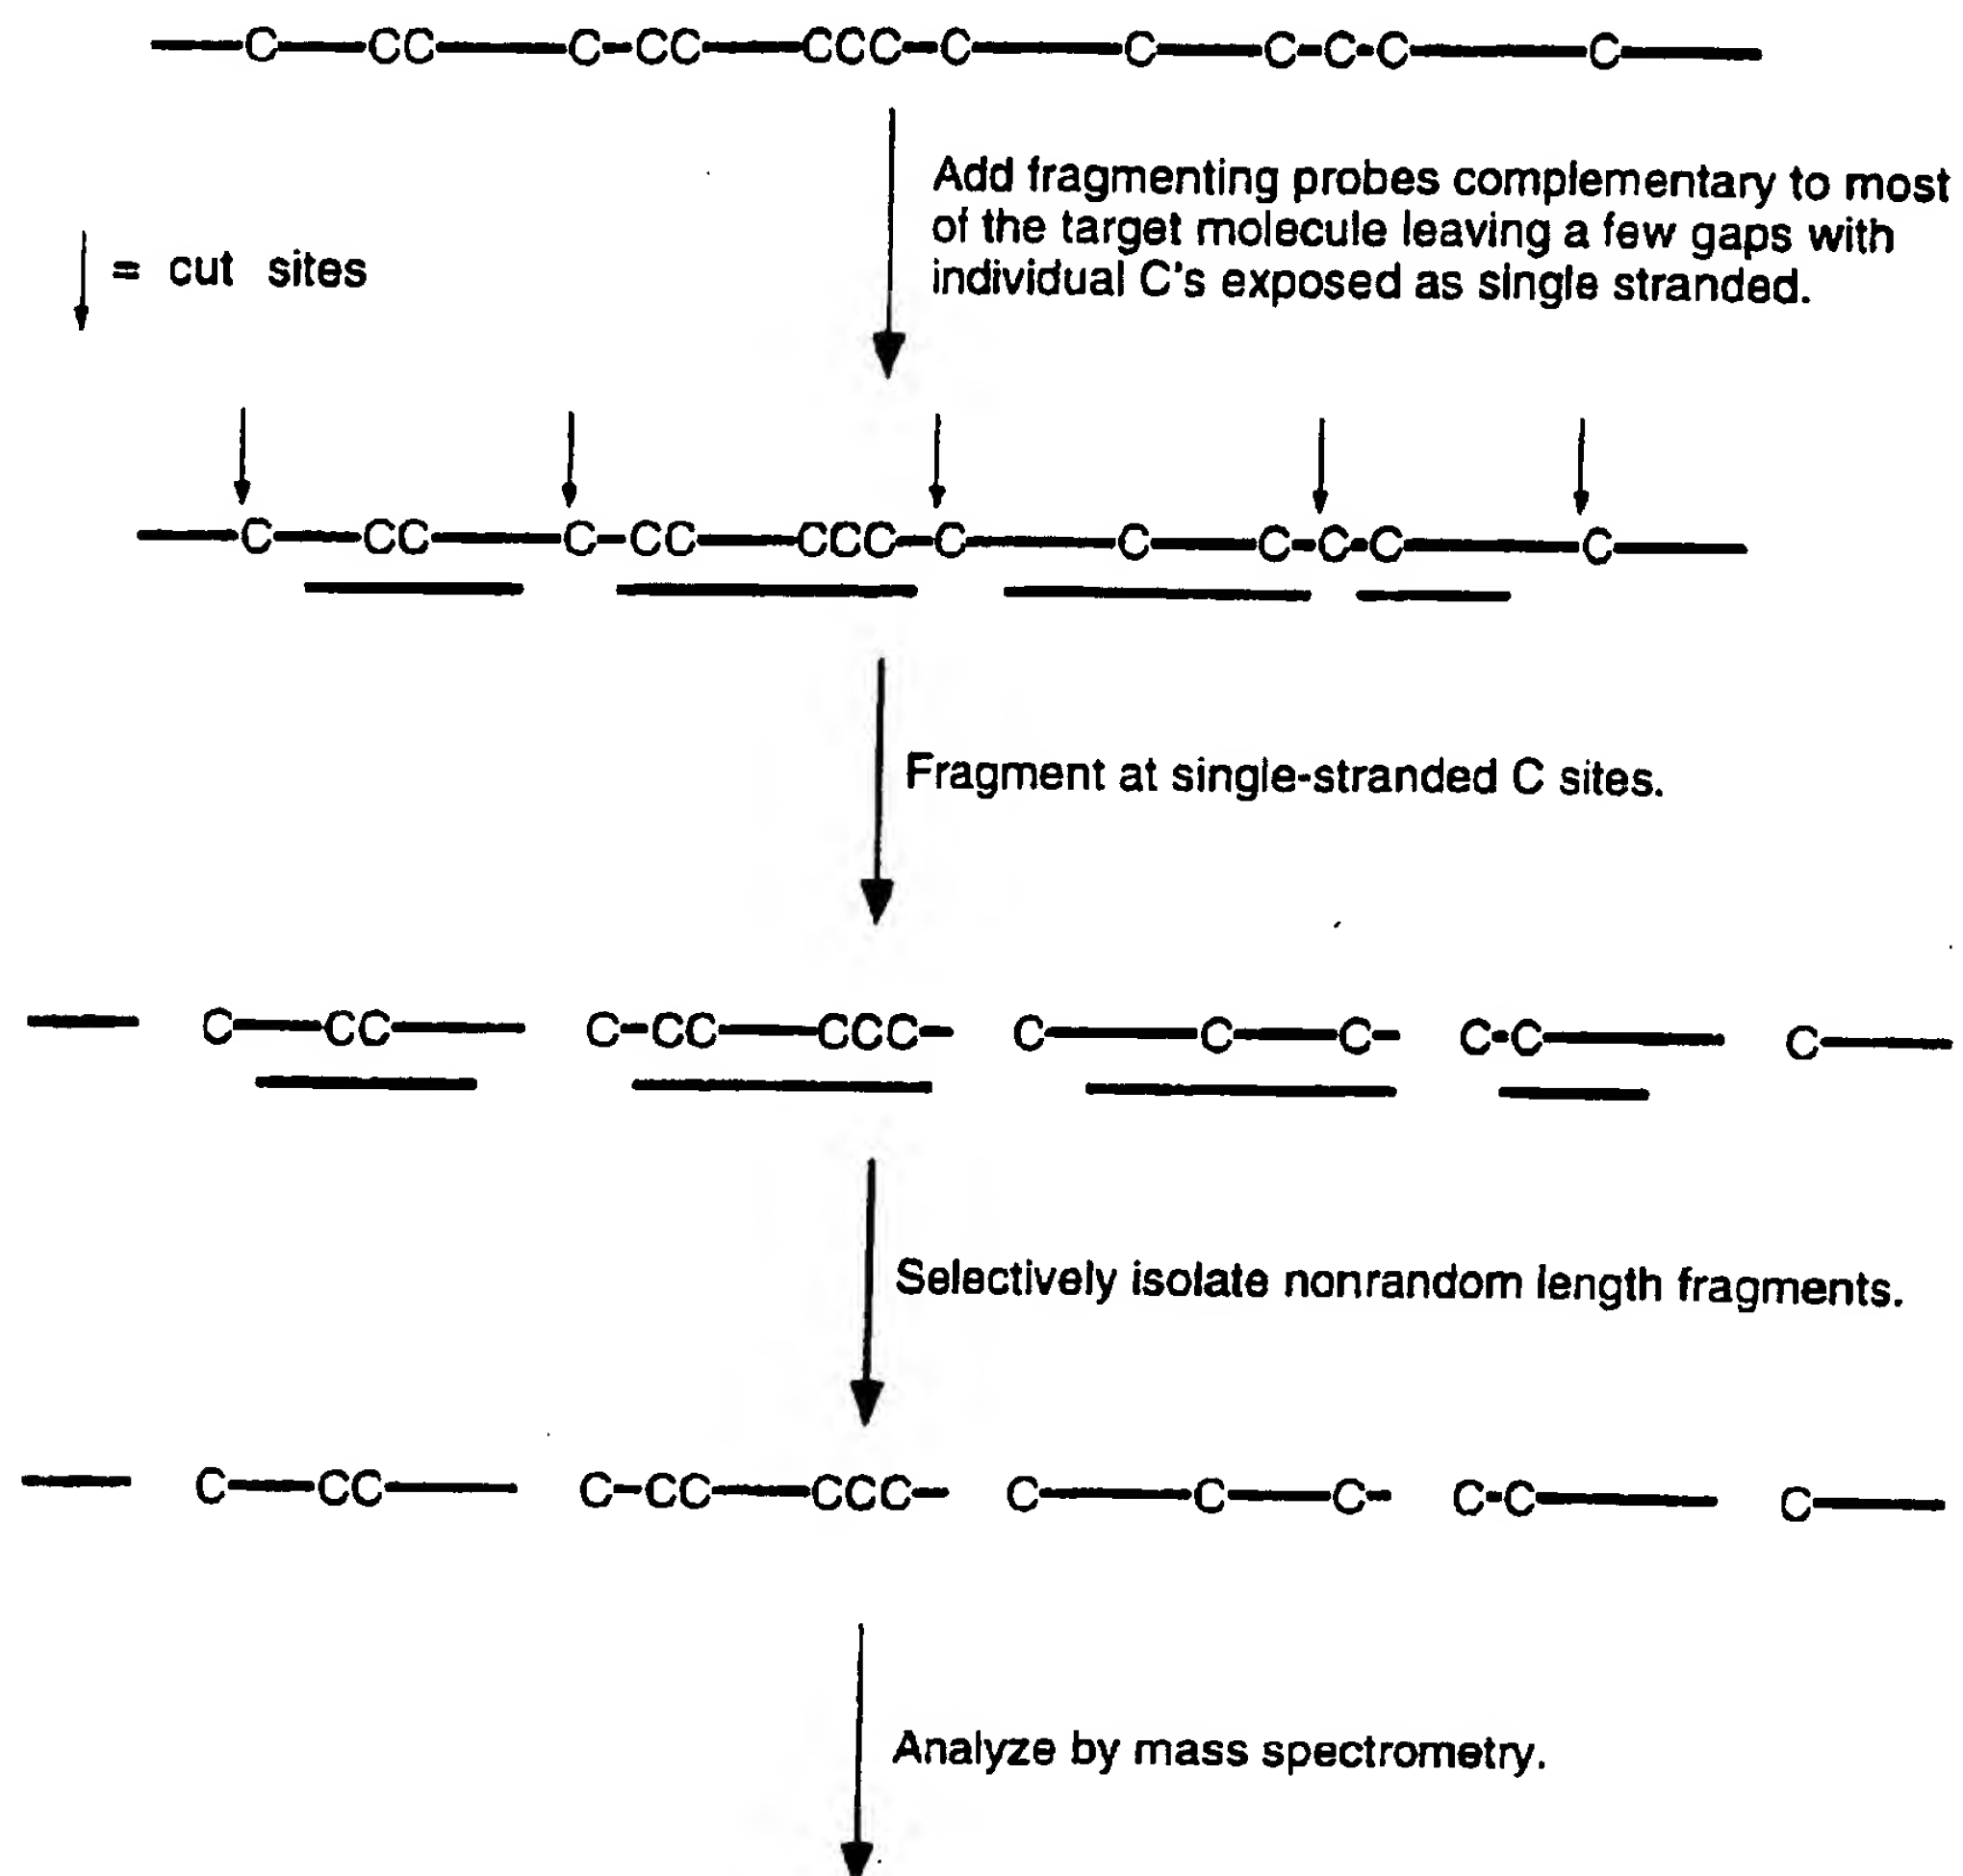 C CC C-CC CCC-C C C-C-C C
Add fragmenting probes complementary to most
of the target molecule leaving a few gaps with
individual C's exposed as single stranded.
= cut sites
C CC C-CC CCC-C C C-C-C C
Fragment at single-stranded C sites.
C CC C-CC CCC- C C C- C-C C
Selectively isolate nonrandom length fragments.
C CC C-CC CCC- C C C- C-C C
Analyze by mass spectrometry.